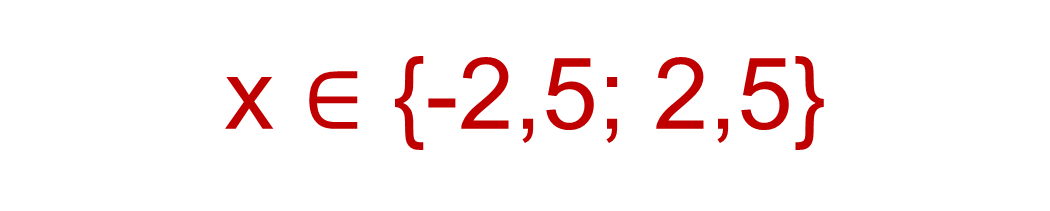 x ∈ {-2,5; 2,5}